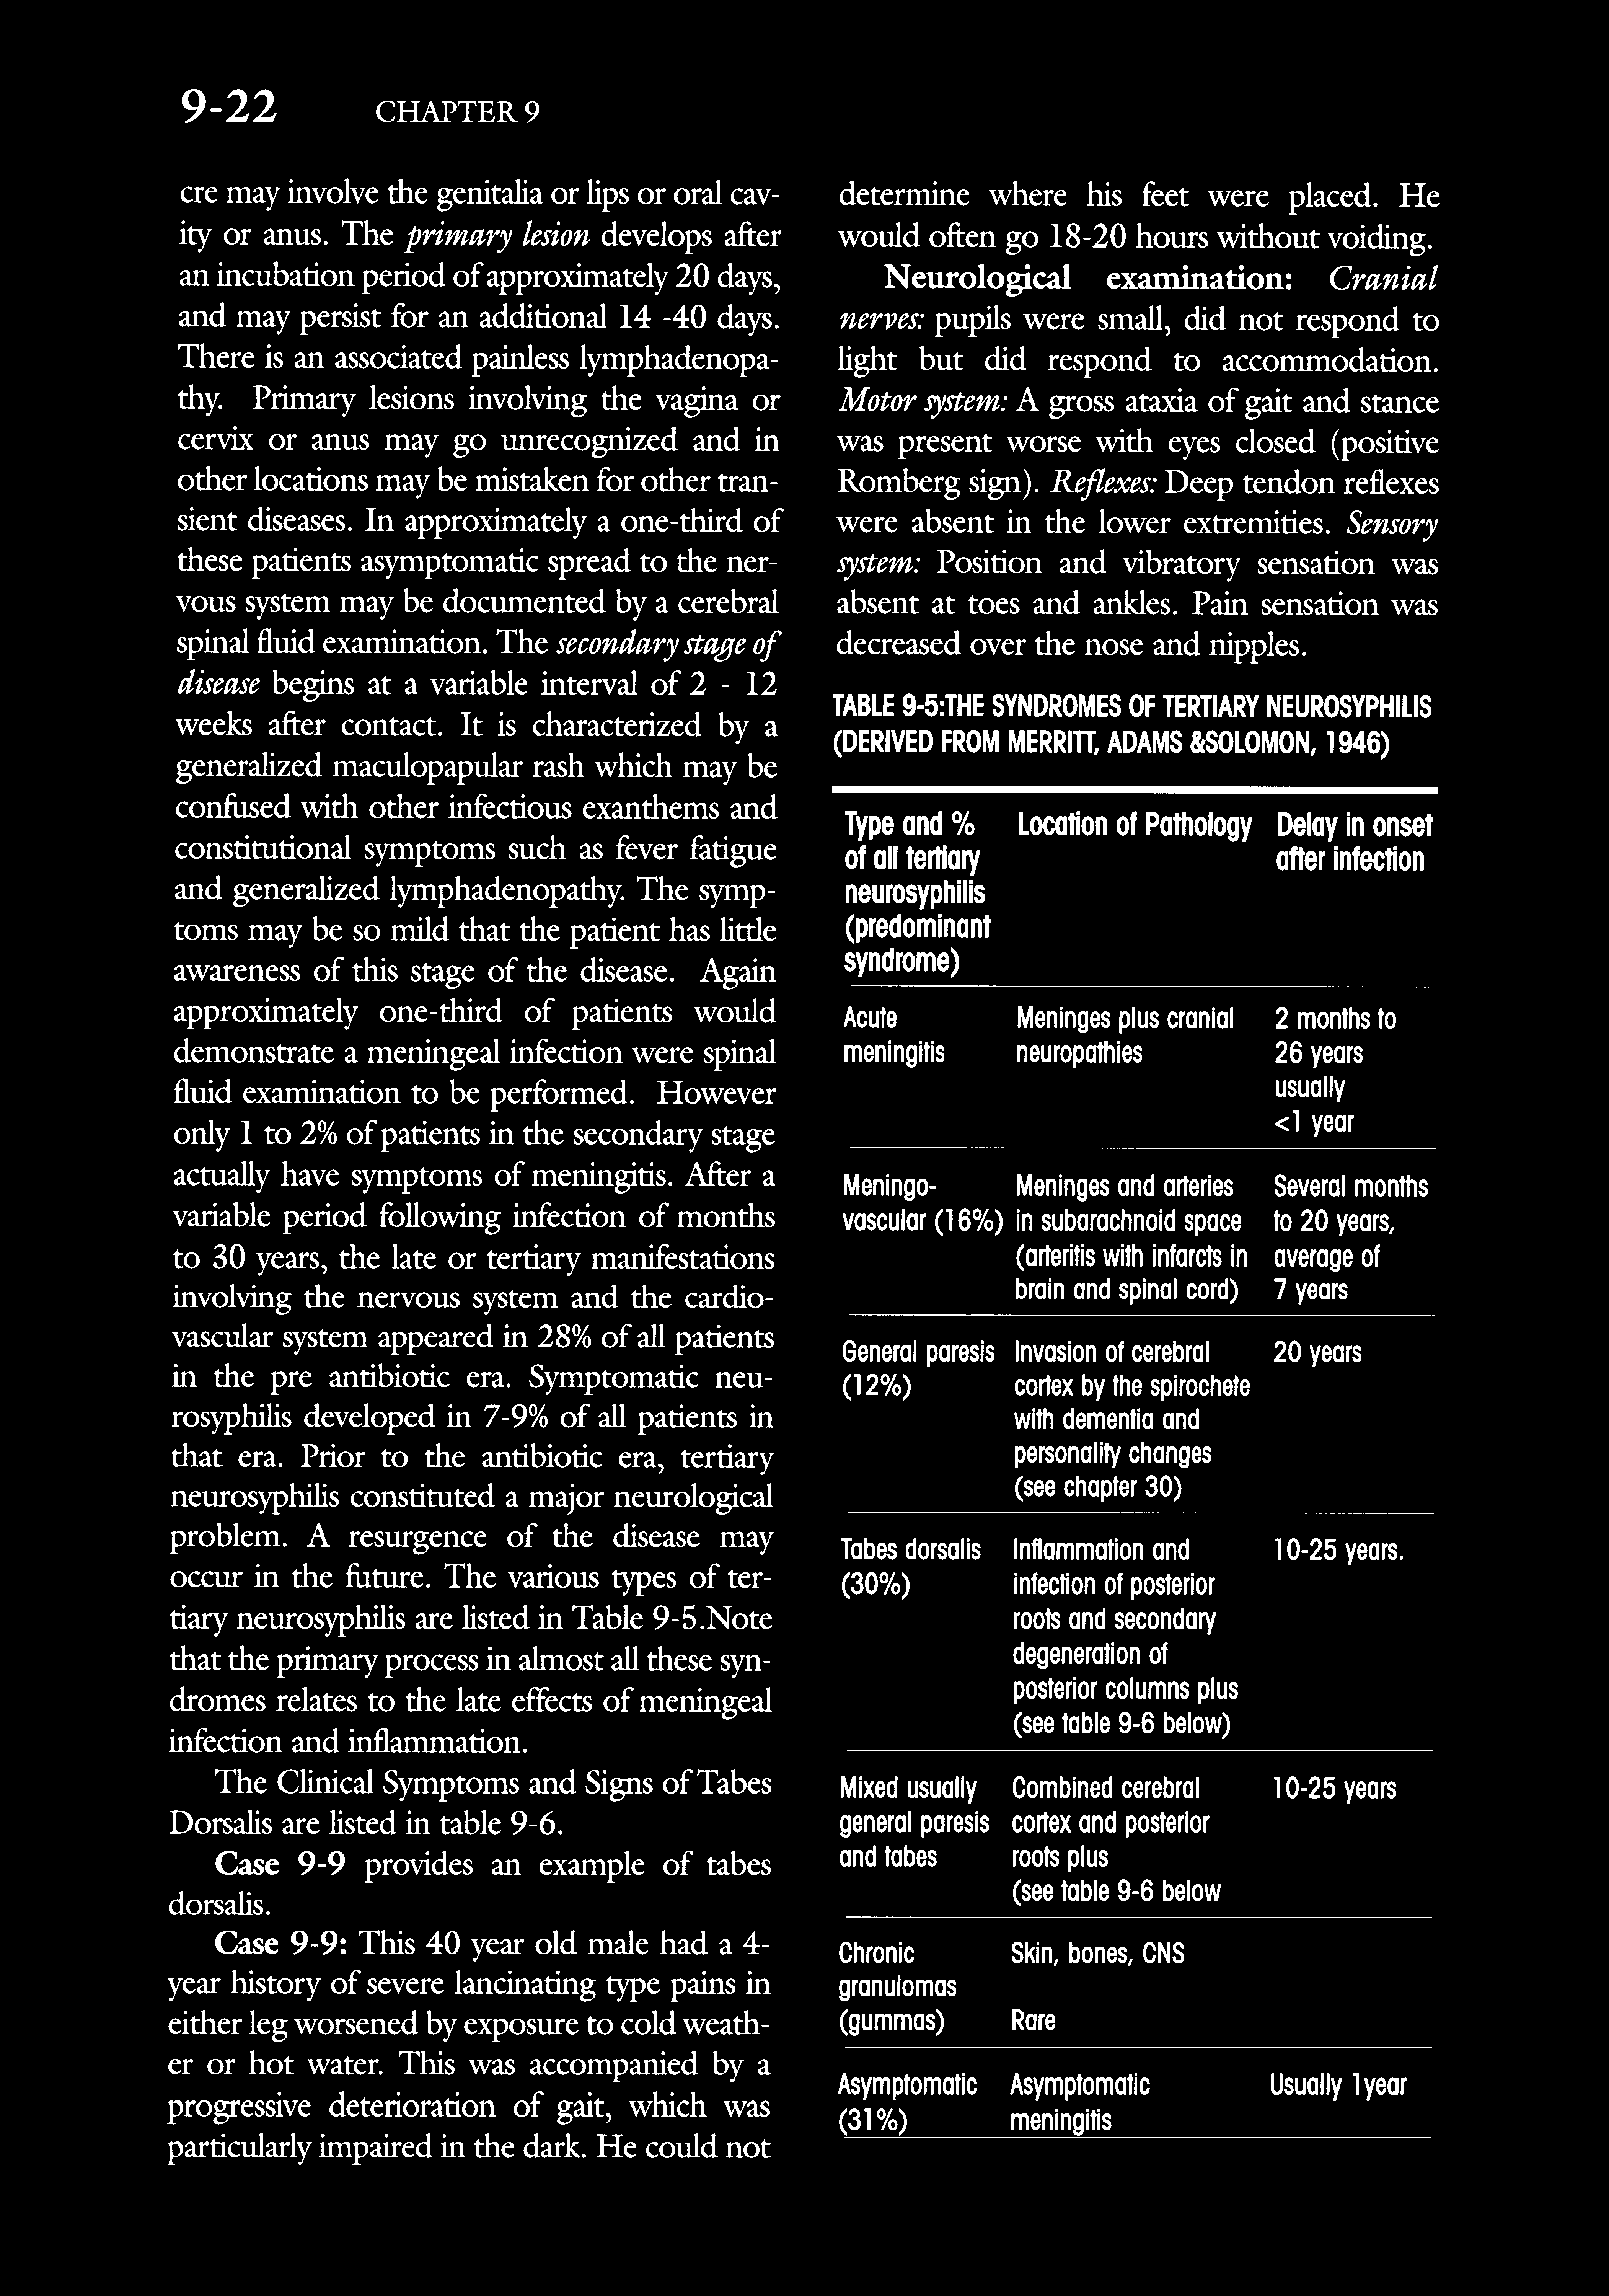 9-22 CHAPTER 9
cre may involve the genitalia or lips or oral cav-
ity or anus. The primary lesion develops after
an incubation period of approximately 20 days,
and may persist for an additional 14 -40 days.
There is an associated painless lymphadenopa-
thy. Primary lesions involving the vagina or
cervix or anus may go unrecognized and in
other locations may be mistaken for other tran-
sient diseases. In approximately a one-third of
these patients asymptomatic spread to the ner-
vous system may be documented by a cerebral
spinal fluid examination. The secondary stage of
disease begins at a variable interval of 2 - 12
weeks after contact. It is characterized by a
generalized maculopapular rash which may be
confused with other infectious exanthems and
constitutional symptoms such as fever fatigue
and generalized lymphadenopathy. The symp-
toms may be so mild that the patient has little
awareness of this stage of the disease. Again
approximately one-third of patients would
demonstrate a meningeal infection were spinal
fluid examination to be performed. However
only 1 to 2% of patients in the secondary stage
actually have symptoms of meningitis. After a
variable period following infection of months
to 30 years, the late or tertiary manifestations
involving the nervous system and the cardio-
vascular system appeared in 28% of all patients
in the pre antibiotic era. Symptomatic neu-
rosyphilis developed in 7-9% of all patients in
that era. Prior to the antibiotic era, tertiary
neurosyphilis constituted a major neurological
problem. A resurgence of the disease may
occur in the future. The various types of ter-
tiary neurosyphilis are listed in Table 9-5.Note
that the primary process in almost all these syn-
dromes relates to the late effects of meningeal
infection and inflammation.
The Clinical Symptoms and Signs of Tabes
Dorsalis are listed in table 9-6.
Case 9-9 provides an example of tabes
dorsalis.
Case 9-9: This 40 year old male had a 4-
year history of severe lancinating type pains in
either leg worsened by exposure to cold weath-
er or hot water. This was accompanied by a
progressive deterioration of gait, which was
particularly impaired in the dark. He could not
determine where his feet were placed. He
would often go 18-20 hours without voiding.
Neurological examination: Cranial
nerves: pupils were small, did not respond to
light but did respond to accommodation.
Motor system: A gross ataxia of gait and stance
was present worse with eyes closed (positive
Romberg sign). Reflexes: Deep tendon reflexes
were absent in the lower extremities. Sensory
system: Position and vibratory sensation was
absent at toes and ankles. Pain sensation was
decreased over the nose and nipples.
TABLE 9-5:THE SYNDROMES OF TERTIARY NEUROSYPHILIS
(DERIVED FROM MERRITT, ADAMS &SOLOMON, 1946)
Type and % Location of Pathology Delay in onset
of all tertiary after infection
neurosyphilis
(predominant
syndrome)
Acute Meninges plus cranial 2 months to
meningitis neuropathies 26 years
usually
<1 year
Meningo- Meninges and arteries Several months
vascular (16%) in subarachnoid space to 20 years,
(arteritis with infarcts in average of
brain and spinal cord) 7 years
General paresis Invasion of cerebral 20 years
(12%) cortex by the spirochete
with dementia and
personality changes
(see chapter 30)
Tabes dorsalis Inflammation and 10-25 years.
(30%) infection of posterior
roots and secondary
degeneration of
posterior columns plus
(see table 9-6 below)
Mixed usually Combined cerebral 10-25 years
general paresis cortex and posterior
and tabes roots plus
(see table 9-6 below
Chronic Skin, bones, CNS
granulomas
(gummas) Rare
Asymptomatic Asymptomatic Usually 1year
(31%) meningitis